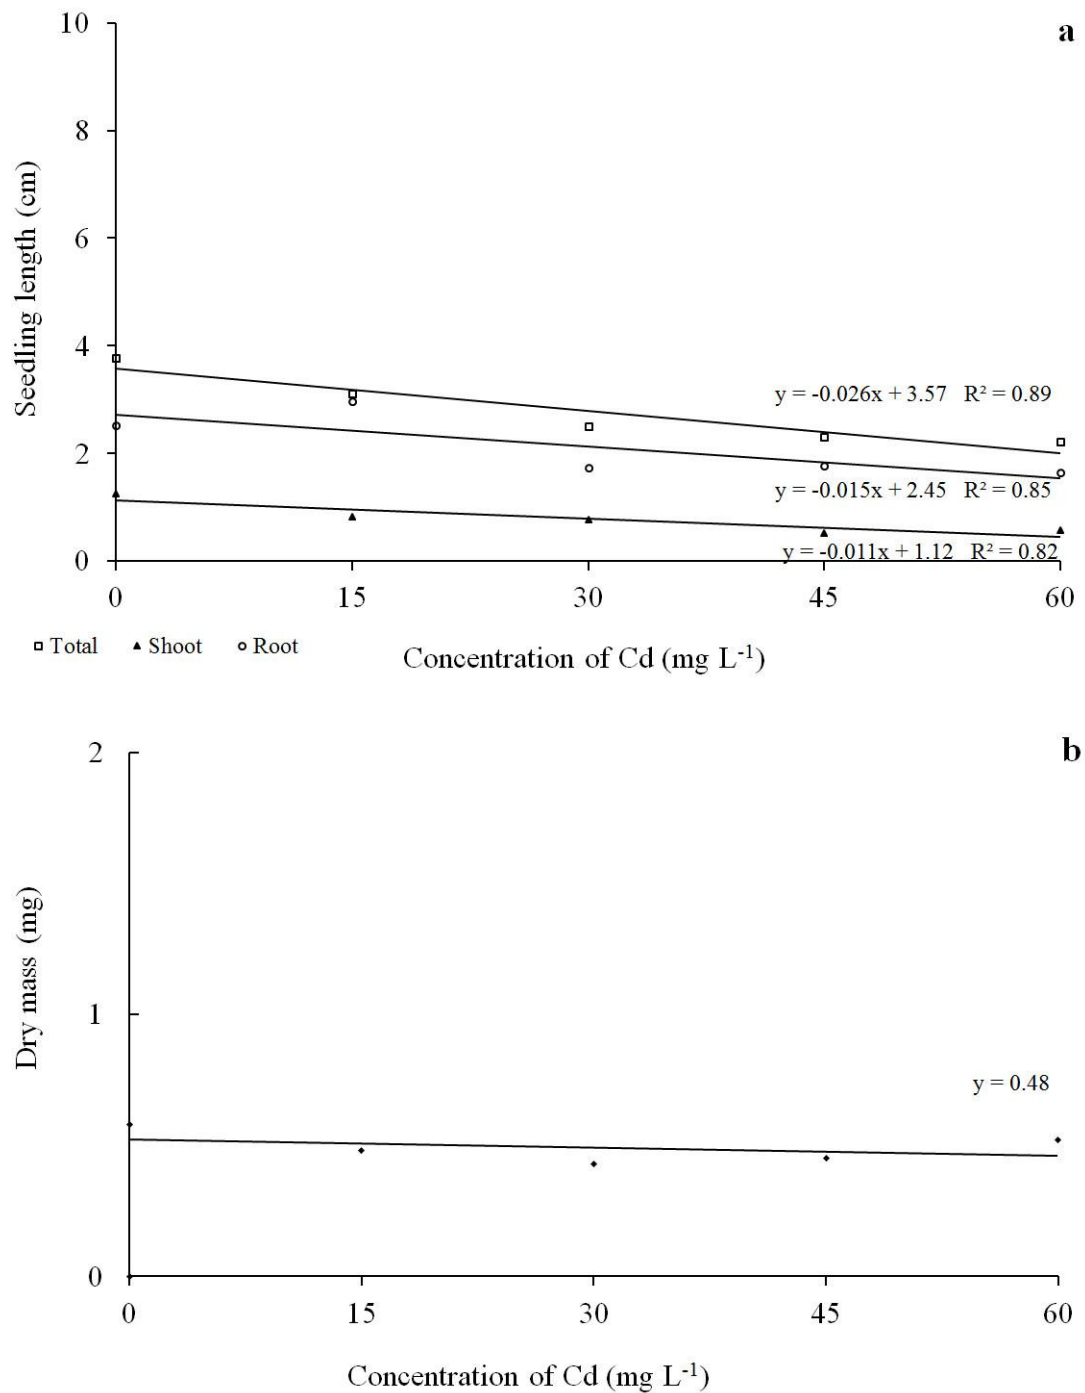 a
10
8
6
4
2
0
Seedling length (cm)
y = -0.026x + 3.57 R² = 0.89
y = -0.015x + 2.45 R² = 0.85
y = -0.011x + 1.12 R² = 0.82
0 15 30 45 60
Total Shoot Root
Concentration of Cd (mg L-1)
b
2
1
0
Dry mass (mg)
y = 0.48
0 15 30 45 60
Concentration of Cd (mg L-1)